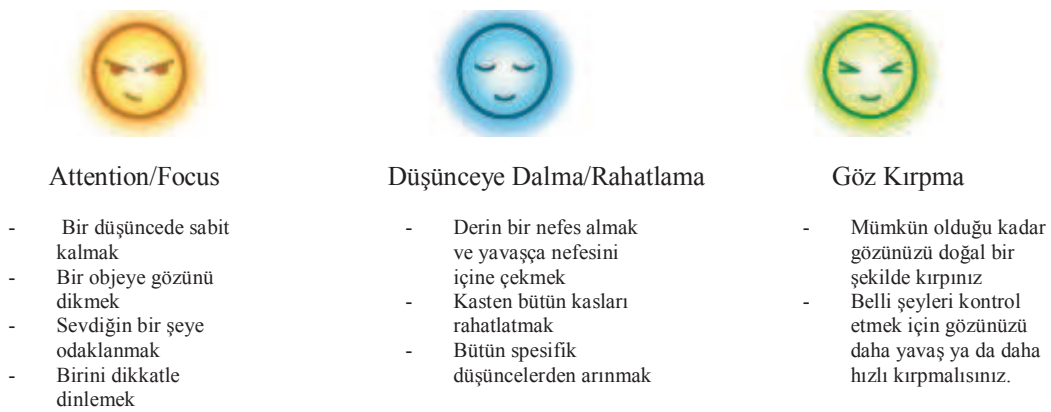 Attention/Focus
- Bir düşüncede sabit
kalmak
- Bir objeye gözünü
dikmek
- Sevdiğin bir şeye
odaklanmak
- Birini dikkatle
dinlemek
Düşünceye Dalma/Rahatlama
- Derin bir nefes almak
ve yavaşça nefesini
içine çekmek
- Kasten bütün kasları
rahatlatmak
- Bütün spesifik
düşüncelerden arınmak
Göz Kırpma
- Mümkün olduğu kadar
gözünüzü doğal bir
şekilde kırpınız
- Belli şeyleri kontrol
etmek için gözünüzü
daha yavaş ya da daha
hızlı kırpmalısınız.